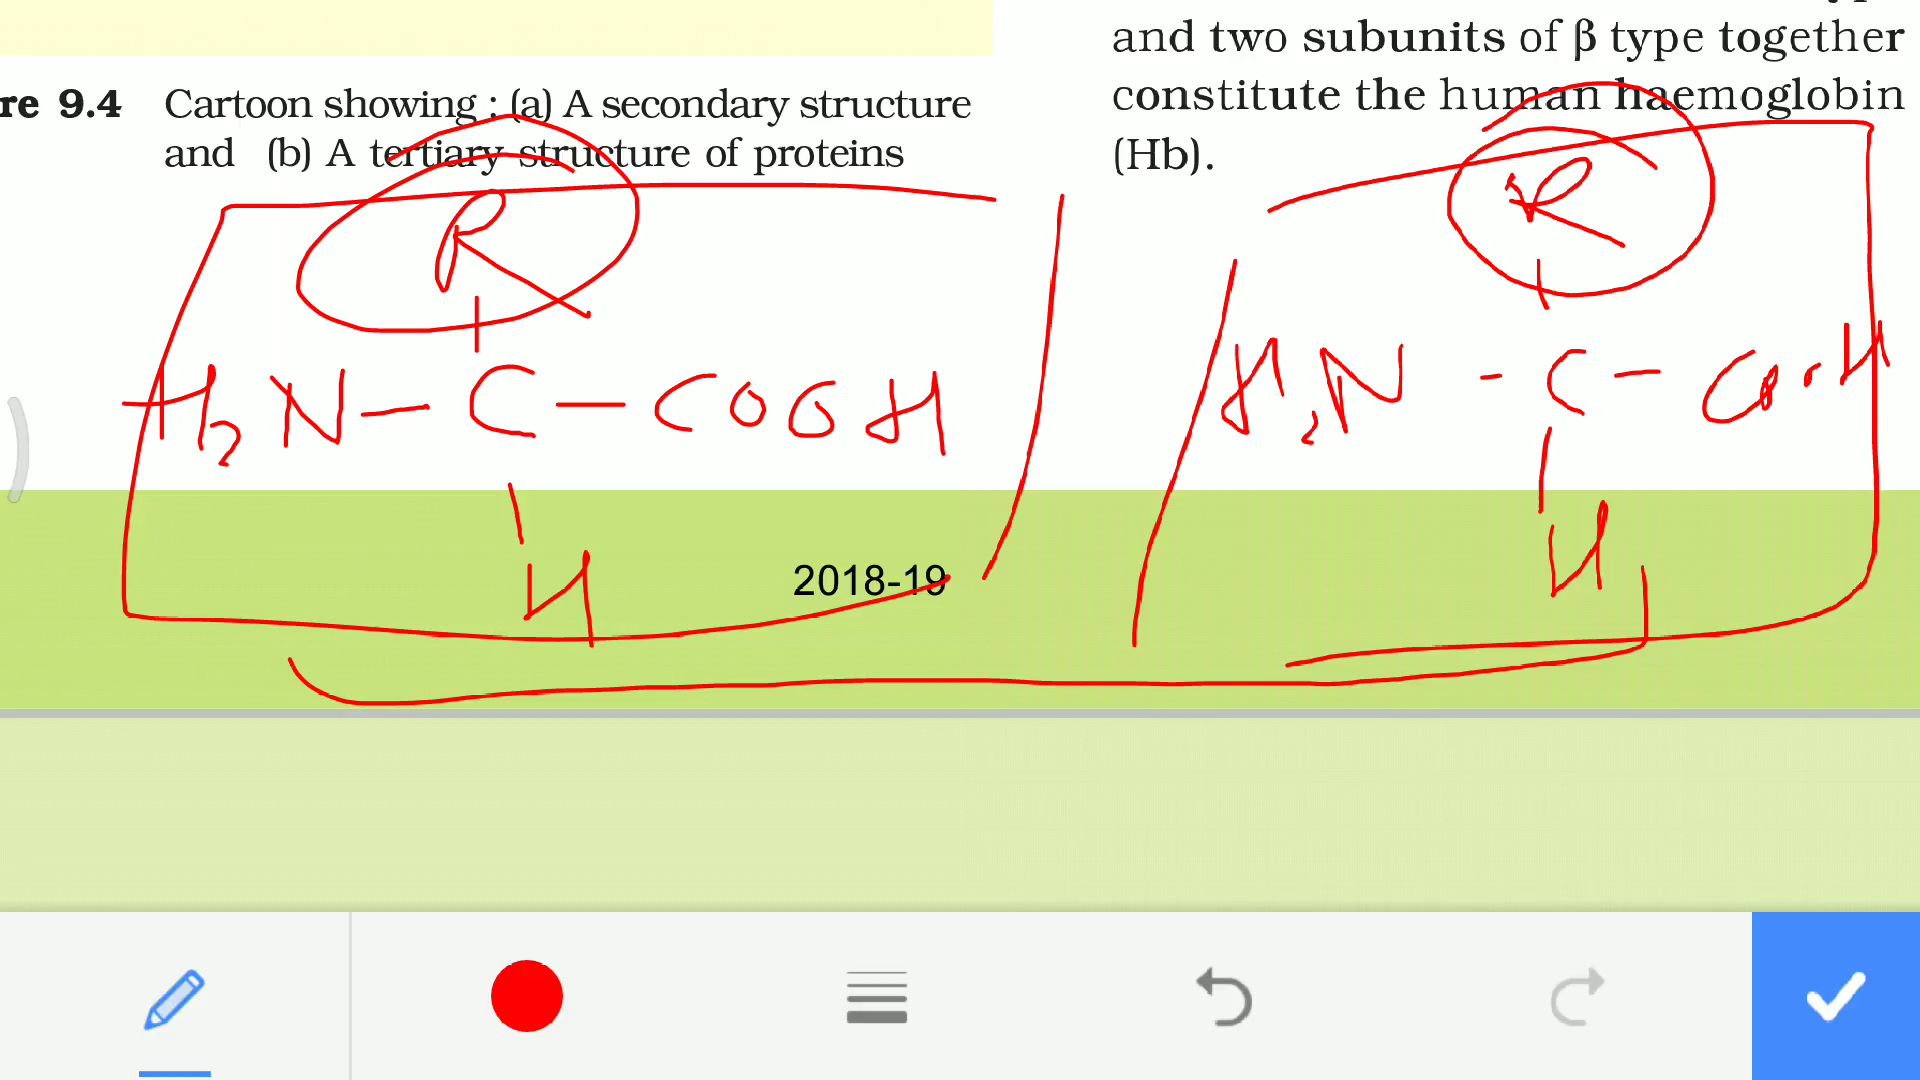 re 9.4 Cartoon showing : (a) A secondary structure
and (b) A tertiary structure of proteins
and two subunits of β type together
constitute the human haemoglobin
(Hb).
R
H2N - C - COOH
H
R
H2N - C - COOH
H
2018-19